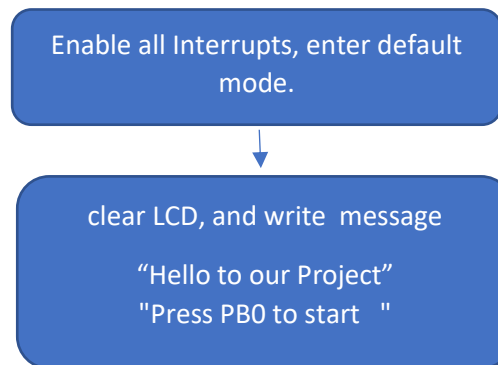 Enable all Interrupts, enter default
mode.
clear LCD, and write  message
“Hello to our Project”
"Press PB0 to start   "